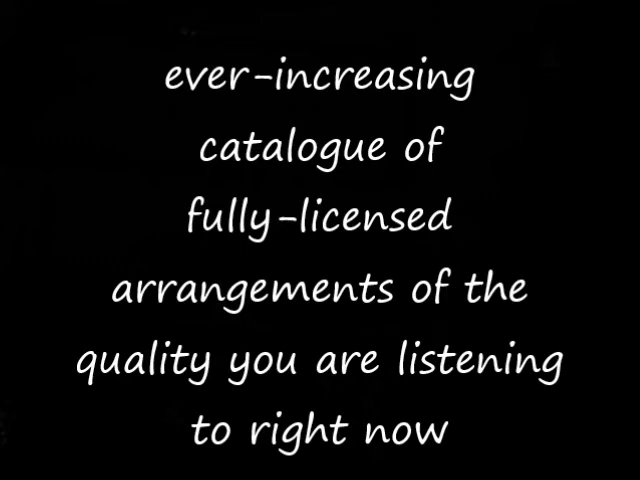 ever-increasing
catalogue of
fully-licensed
arrangements of the
quality you are listening
to right now